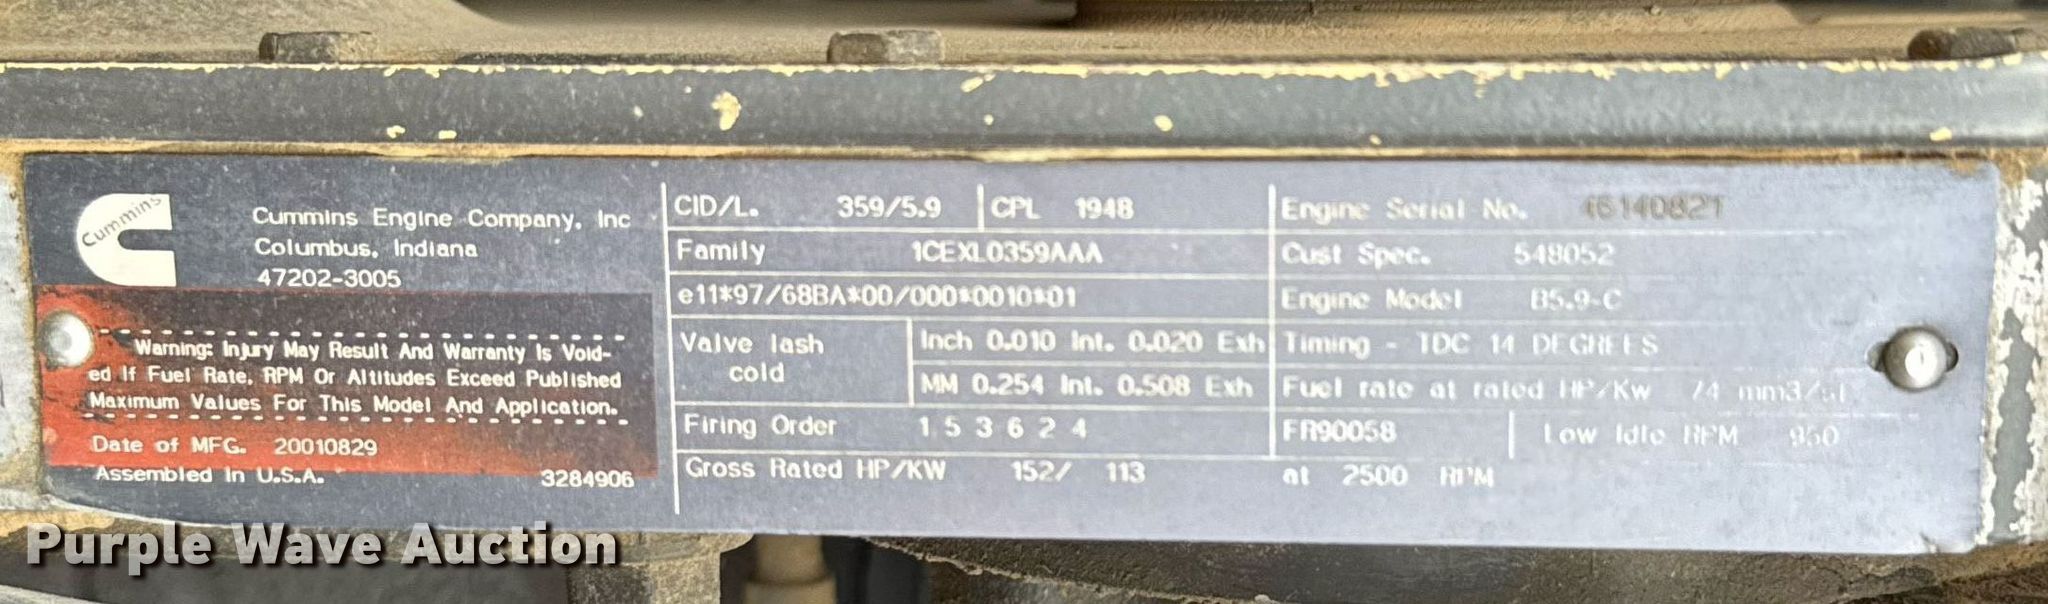 Cummins
Cummins Engine Company, Inc
Columbus, Indiana
47202-3005
Warning: Injury May Result And Warranty Is Void-
ed If Fuel Rate, RPM Or Altitudes Exceed Published
Maximum Values For This Model And Application.
Date of MFG. 20010829
Assembled In U.S.A. 3284906
CID/L. 359/5.9 CPL 1948
Family 1CEXL0359AAA
e11*97/68BA*00/000*0010*01
Valve lash cold
Inch 0.010 Int. 0.020 Exh
MM 0.254 Int. 0.508 Exh
Firing Order 1 5 3 6 2 4
Gross Rated HP/KW 152/ 113 at 2500 RPM
Engine Serial No. 46140821
Cust Spec. 548052
Engine Model B5.9-C
Timing - TDC 14 DEGREES
Fuel rate at rated HP/Kw 74 mm3/st
FR90058 Low Idle RPM 950
Purple Wave Auction